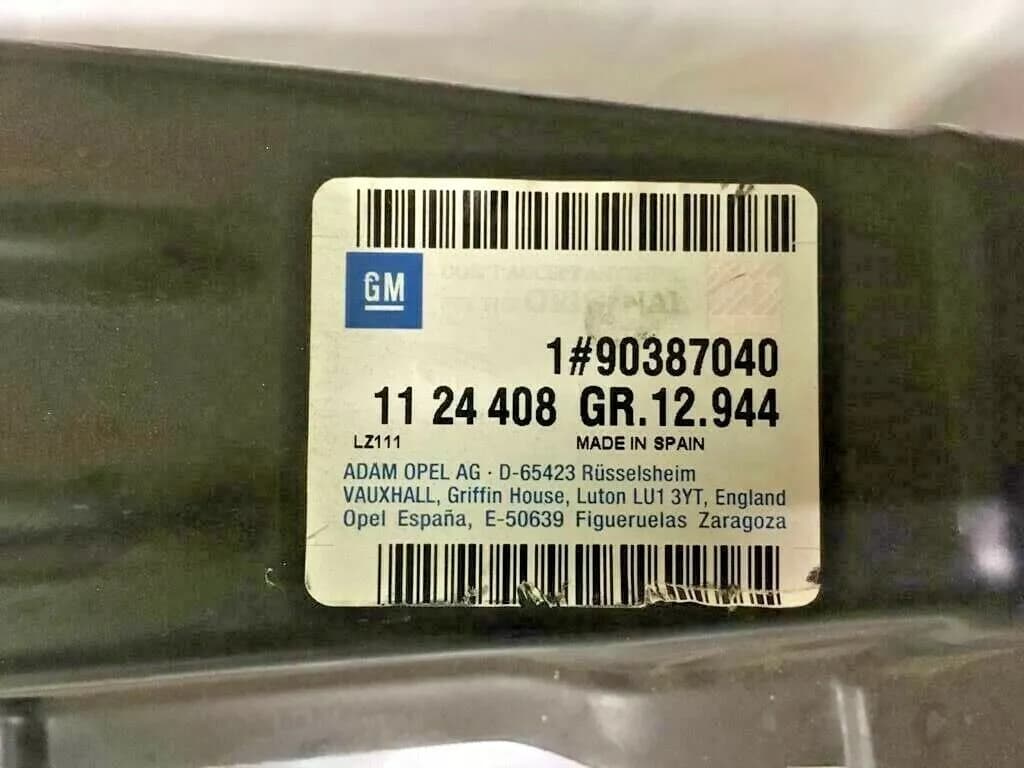 GM
1#90387040
11 24 408 GR.12.944
LZ111 MADE IN SPAIN
ADAM OPEL AG · D-65423 Rüsselsheim
VAUXHALL, Griffin House, Luton LU1 3YT, England
Opel España, E-50639 Figueruelas Zaragoza